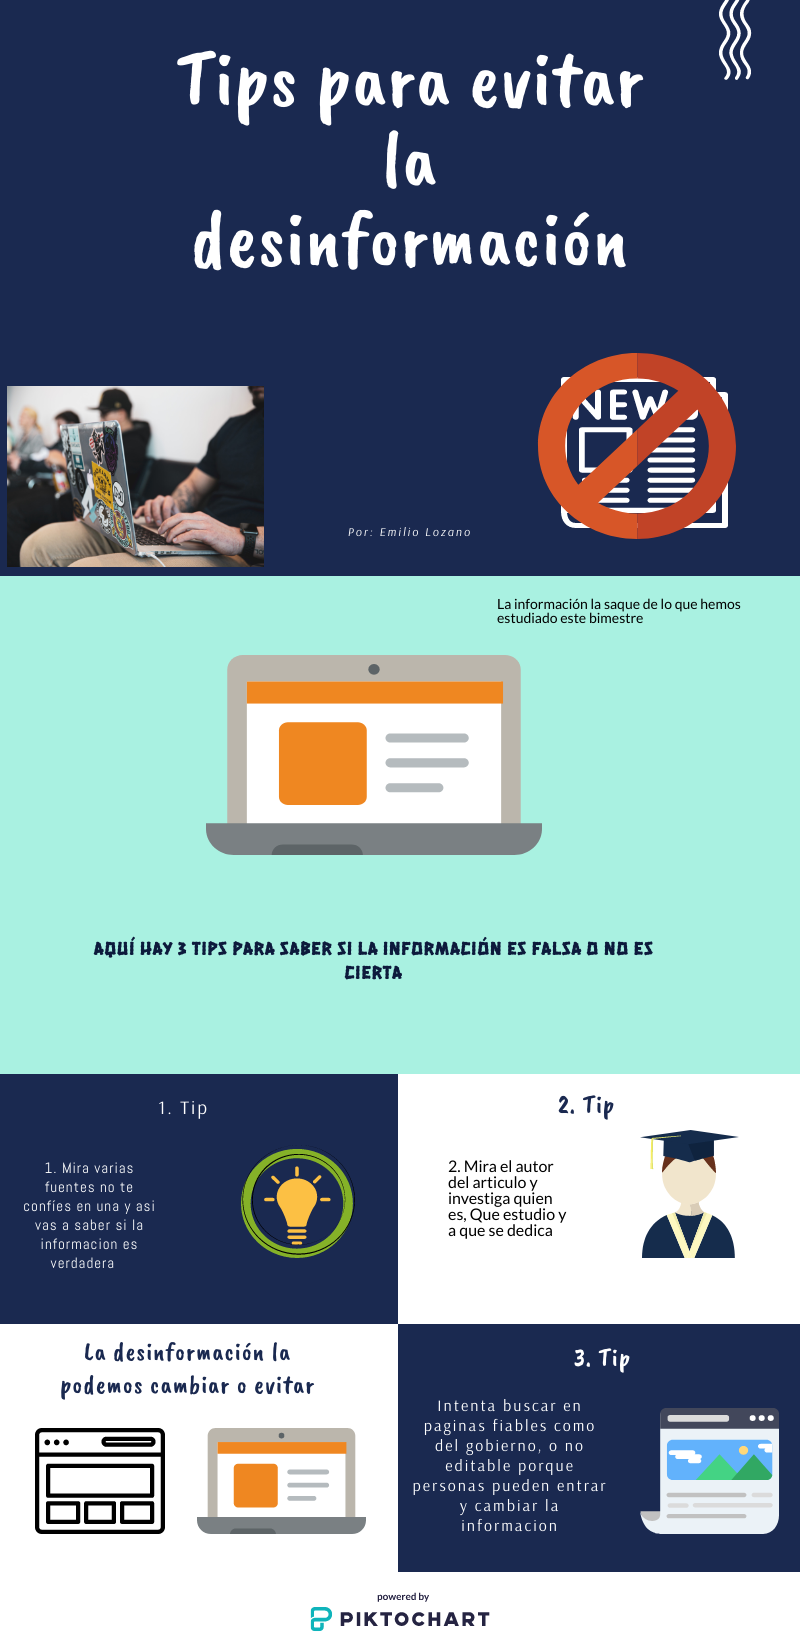 Tips para evitar
la
desinformación
NEWS
Por: Emilio Lozano
La información la saque de lo que hemos
estudiado este bimestre
AQUÍ HAY 3 TIPS PARA SABER SI LA INFORMACIÓN ES FALSA O NO ES
CIERTA
1. Tip
1. Mira varias
fuentes no te
confíes en una y asi
vas a saber si la
informacion es
verdadera
2. Tip
2. Mira el autor
del articulo y
investiga quien
es, Que estudio y
a que se dedica
La desinformación la
podemos cambiar o evitar
3. Tip
Intenta buscar en
paginas fiables como
del gobierno, o no
editable porque
personas pueden entrar
y cambiar la
informacion
powered by
PIKTOCHART